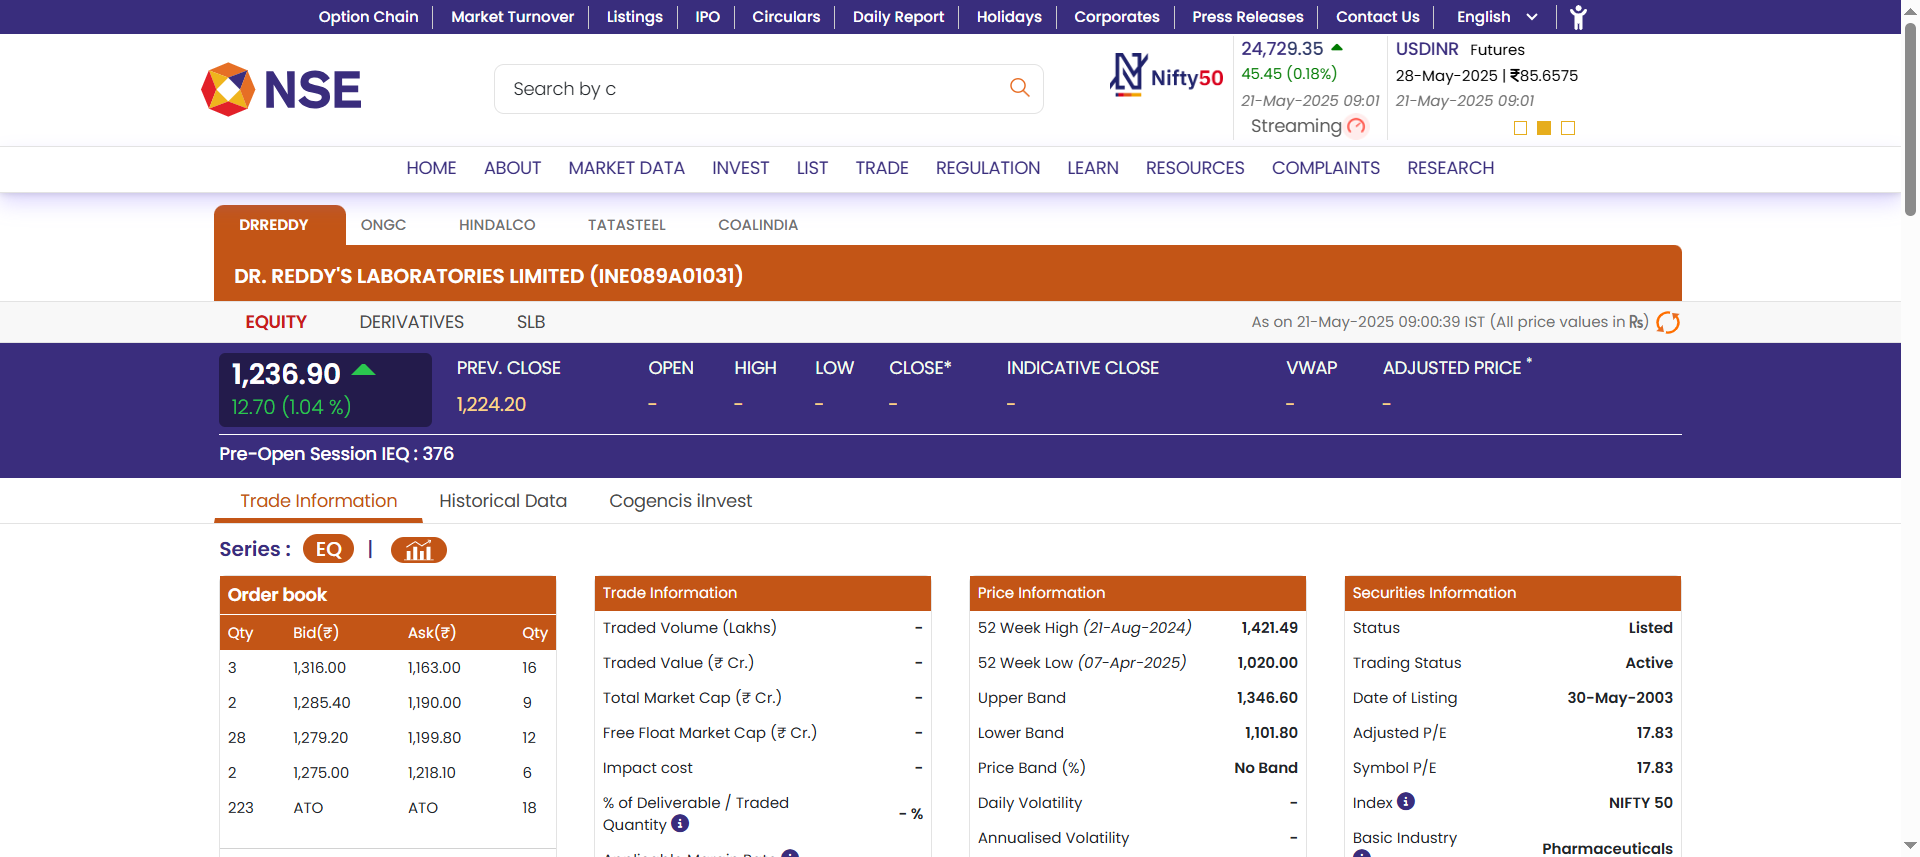 Option Chain Market Turnover Listings IPO Circulars Daily Report Holidays Corporates Press Releases Contact Us English
NSE
Search by c
Nifty50
24,729.35
45.45 (0.18%)
21-May-2025 09:01
Streaming
USDINR Futures
28-May-2025 | ₹85.6575
21-May-2025 09:01
HOME ABOUT MARKET DATA INVEST LIST TRADE REGULATION LEARN RESOURCES COMPLAINTS RESEARCH
DRREDDY ONGC HINDALCO TATASTEEL COALINDIA
DR. REDDY'S LABORATORIES LIMITED (INE089A01031)
EQUITY DERIVATIVES SLB As on 21-May-2025 09:00:39 IST (All price values in ₨)
1,236.90
12.70 (1.04 %)
PREV. CLOSE OPEN HIGH LOW CLOSE* INDICATIVE CLOSE VWAP ADJUSTED PRICE *
1,224.20 - - - - - - -
Pre-Open Session IEQ : 376
Trade Information Historical Data Cogencis iInvest
Series : EQ |
Order book
Qty Bid(₹) Ask(₹) Qty
3 1,316.00 1,163.00 16
2 1,285.40 1,190.00 9
28 1,279.20 1,199.80 12
2 1,275.00 1,218.10 6
223 ATO ATO 18
Trade Information
Traded Volume (Lakhs) -
Traded Value (₹ Cr.) -
Total Market Cap (₹ Cr.) -
Free Float Market Cap (₹ Cr.) -
Impact cost -
% of Deliverable / Traded
Quantity - %
Price Information
52 Week High (21-Aug-2024) 1,421.49
52 Week Low (07-Apr-2025) 1,020.00
Upper Band 1,346.60
Lower Band 1,101.80
Price Band (%) No Band
Daily Volatility -
Annualised Volatility -
Securities Information
Status Listed
Trading Status Active
Date of Listing 30-May-2003
Adjusted P/E 17.83
Symbol P/E 17.83
Index NIFTY 50
Basic Industry
Pharmaceuticals